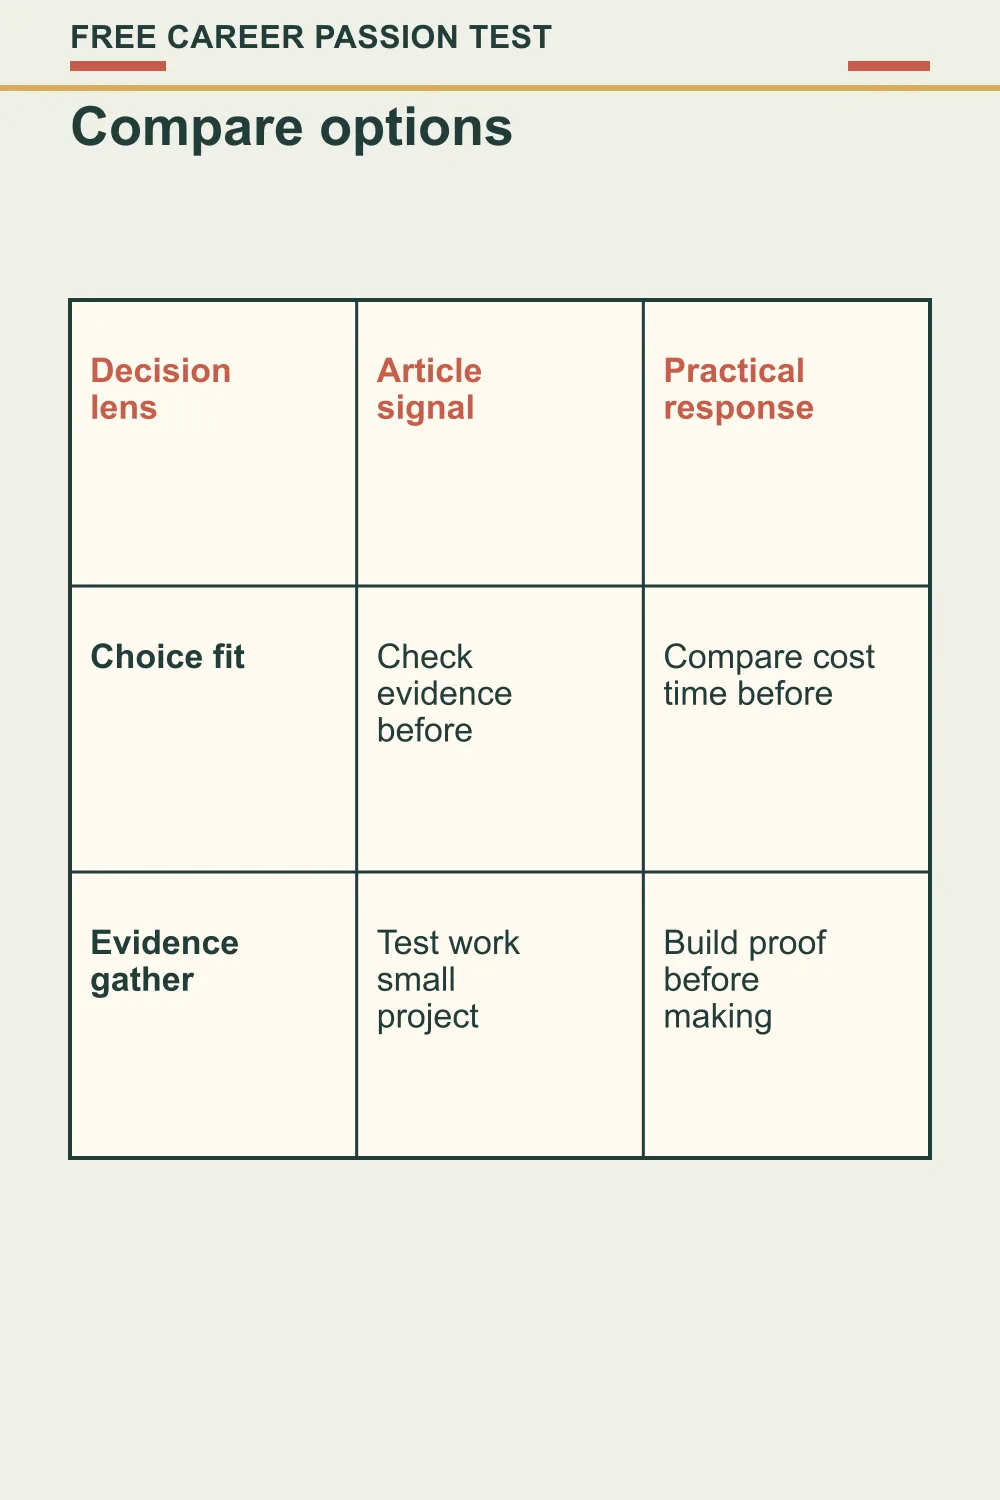 FREE CAREER PASSION TEST
Compare options
Decision
lens
Article
signal
Practical
response
Choice fit
Check
evidence
before
Compare cost
time before
Evidence
gather
Test work
small
project
Build proof
before
making